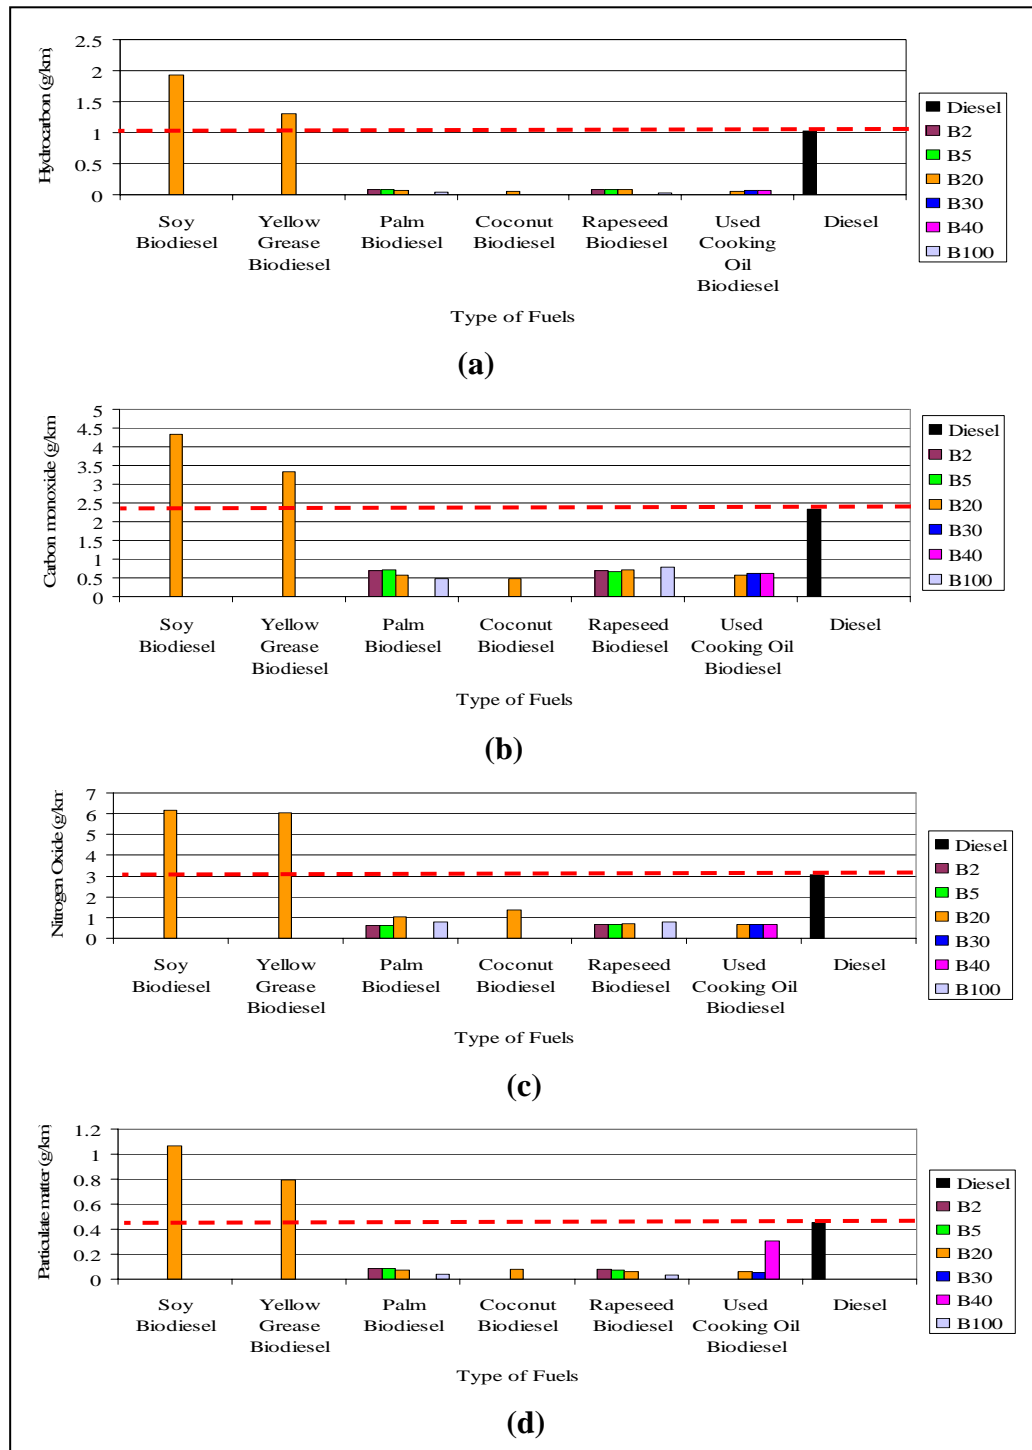 Hydrocarbon (g/km)
2.5
2
1.5
1
0.5
0
Soy
Biodiesel
Yellow
Grease
Biodiesel
Palm
Biodiesel
Coconut
Biodiesel
Rapeseed
Biodiesel
Used
Cooking
Oil
Biodiesel
Diesel
Type of Fuels
Diesel
B2
B5
B20
B30
B40
B100
(a)
Carbon monoxide (g/km
5
4.5
4
3.5
3
2.5
2
1.5
1
0.5
0
Soy
Biodiesel
Yellow
Grease
Biodiesel
Palm
Biodiesel
Coconut
Biodiesel
Rapeseed
Biodiesel
Used
Cooking Oil
Biodiesel
Diesel
Type of Fuels
Diesel
B2
B5
B20
B30
B40
B100
(b)
Nitrogen Oxide (g/km
7
6
5
4
3
2
1
0
Soy
Biodiesel
Yellow
Grease
Biodiesel
Palm
Biodiesel
Coconut
Biodiesel
Rapeseed
Biodiesel
Used
Cooking Oil
Biodiesel
Diesel
Type of Fuels
Diesel
B2
B5
B20
B30
B40
B100
(c)
Particulate matter (g/km)
1.2
1
0.8
0.6
0.4
0.2
0
Soy
Biodiesel
Yellow
Grease
Biodiesel
Palm
Biodiesel
Coconut
Biodiesel
Rapeseed
Biodiesel
Used
Cooking Oil
Biodiesel
Diesel
Type of Fuels
Diesel
B2
B5
B20
B30
B40
B100
(d)